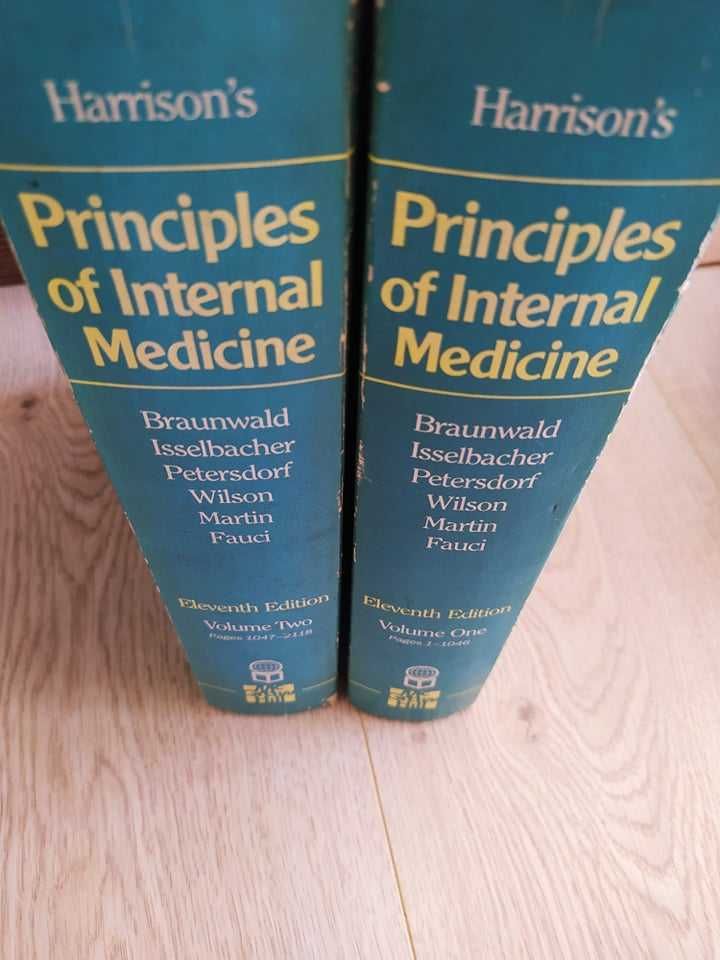 Harrison's
Principles
of Internal
Medicine
Braunwald
Isselbacher
Petersdorf
Wilson
Martin
Fauci
Eleventh Edition
Volume Two
Pages 1047-2118
Harrison's
Principles
of Internal
Medicine
Braunwald
Isselbacher
Petersdorf
Wilson
Martin
Fauci
Eleventh Edition
Volume One
Pages 1-1046